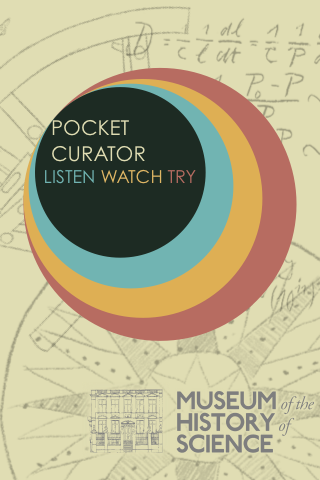 POCKET
CURATOR
LISTEN WATCH TRY
MUSEUM of the
HISTORY of
SCIENCE